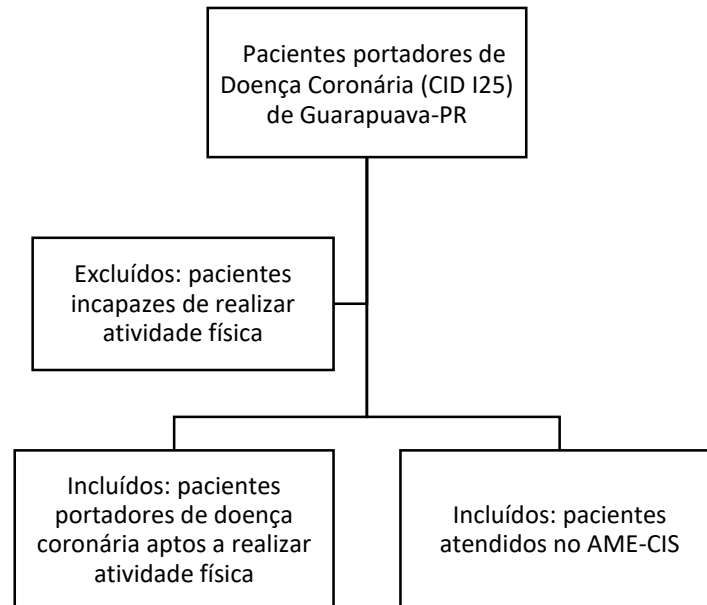 Pacientes portadores de
Doença Coronária (CID I25)
de Guarapuava-PR
Excluídos: pacientes
incapazes de realizar
atividade física
Incluídos: pacientes
portadores de doença
coronária aptos a realizar
atividade física
Incluídos: pacientes
atendidos no AME-CIS